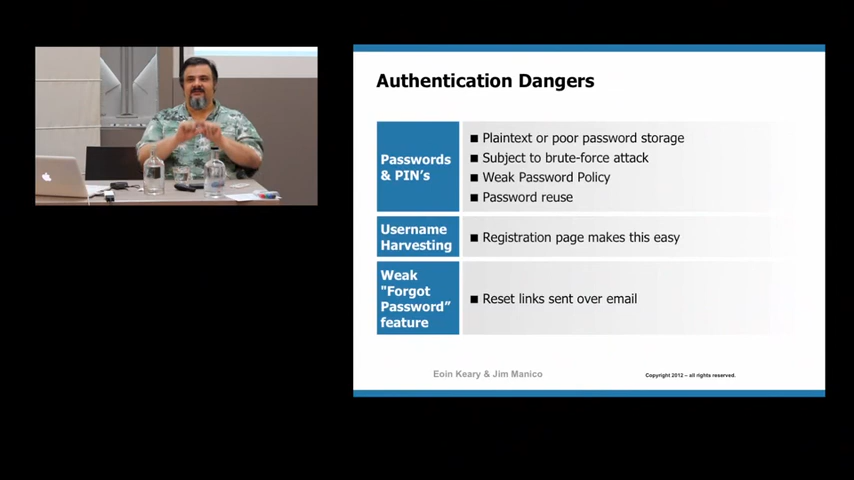 Authentication Dangers
Passwords
& PIN's
■ Plaintext or poor password storage
■ Subject to brute-force attack
■ Weak Password Policy
■ Password reuse
Username
Harvesting
■ Registration page makes this easy
Weak
"Forgot
Password”
feature
■ Reset links sent over email
Eoin Keary & Jim Manico
Copyright 2012 – all rights reserved.